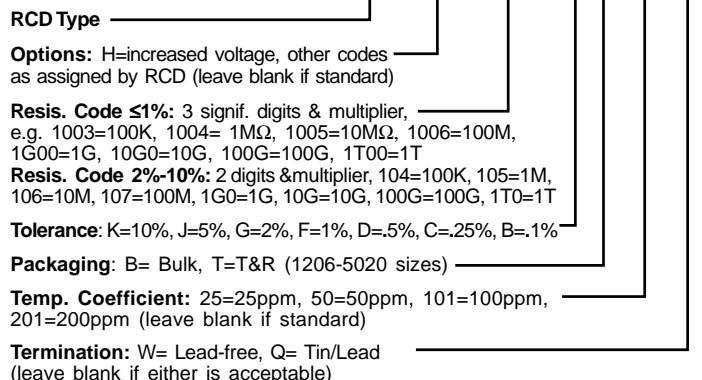 RCD Type
Options: H=increased voltage, other codes
as assigned by RCD (leave blank if standard)
Resis. Code ≤1%: 3 signif. digits & multiplier,
e.g. 1003=100K, 1004= 1MΩ, 1005=10MΩ, 1006=100M,
1G00=1G, 10G0=10G, 100G=100G, 1T00=1T
Resis. Code 2%-10%: 2 digits &multiplier, 104=100K, 105=1M,
106=10M, 107=100M, 1G0=1G, 10G=10G, 100G=100G, 1T0=1T
Tolerance: K=10%, J=5%, G=2%, F=1%, D=.5%, C=.25%, B=.1%
Packaging: B= Bulk, T=T&R (1206-5020 sizes)
Temp. Coefficient: 25=25ppm, 50=50ppm, 101=100ppm,
201=200ppm (leave blank if standard)
Termination: W= Lead-free, Q= Tin/Lead
(leave blank if either is acceptable)